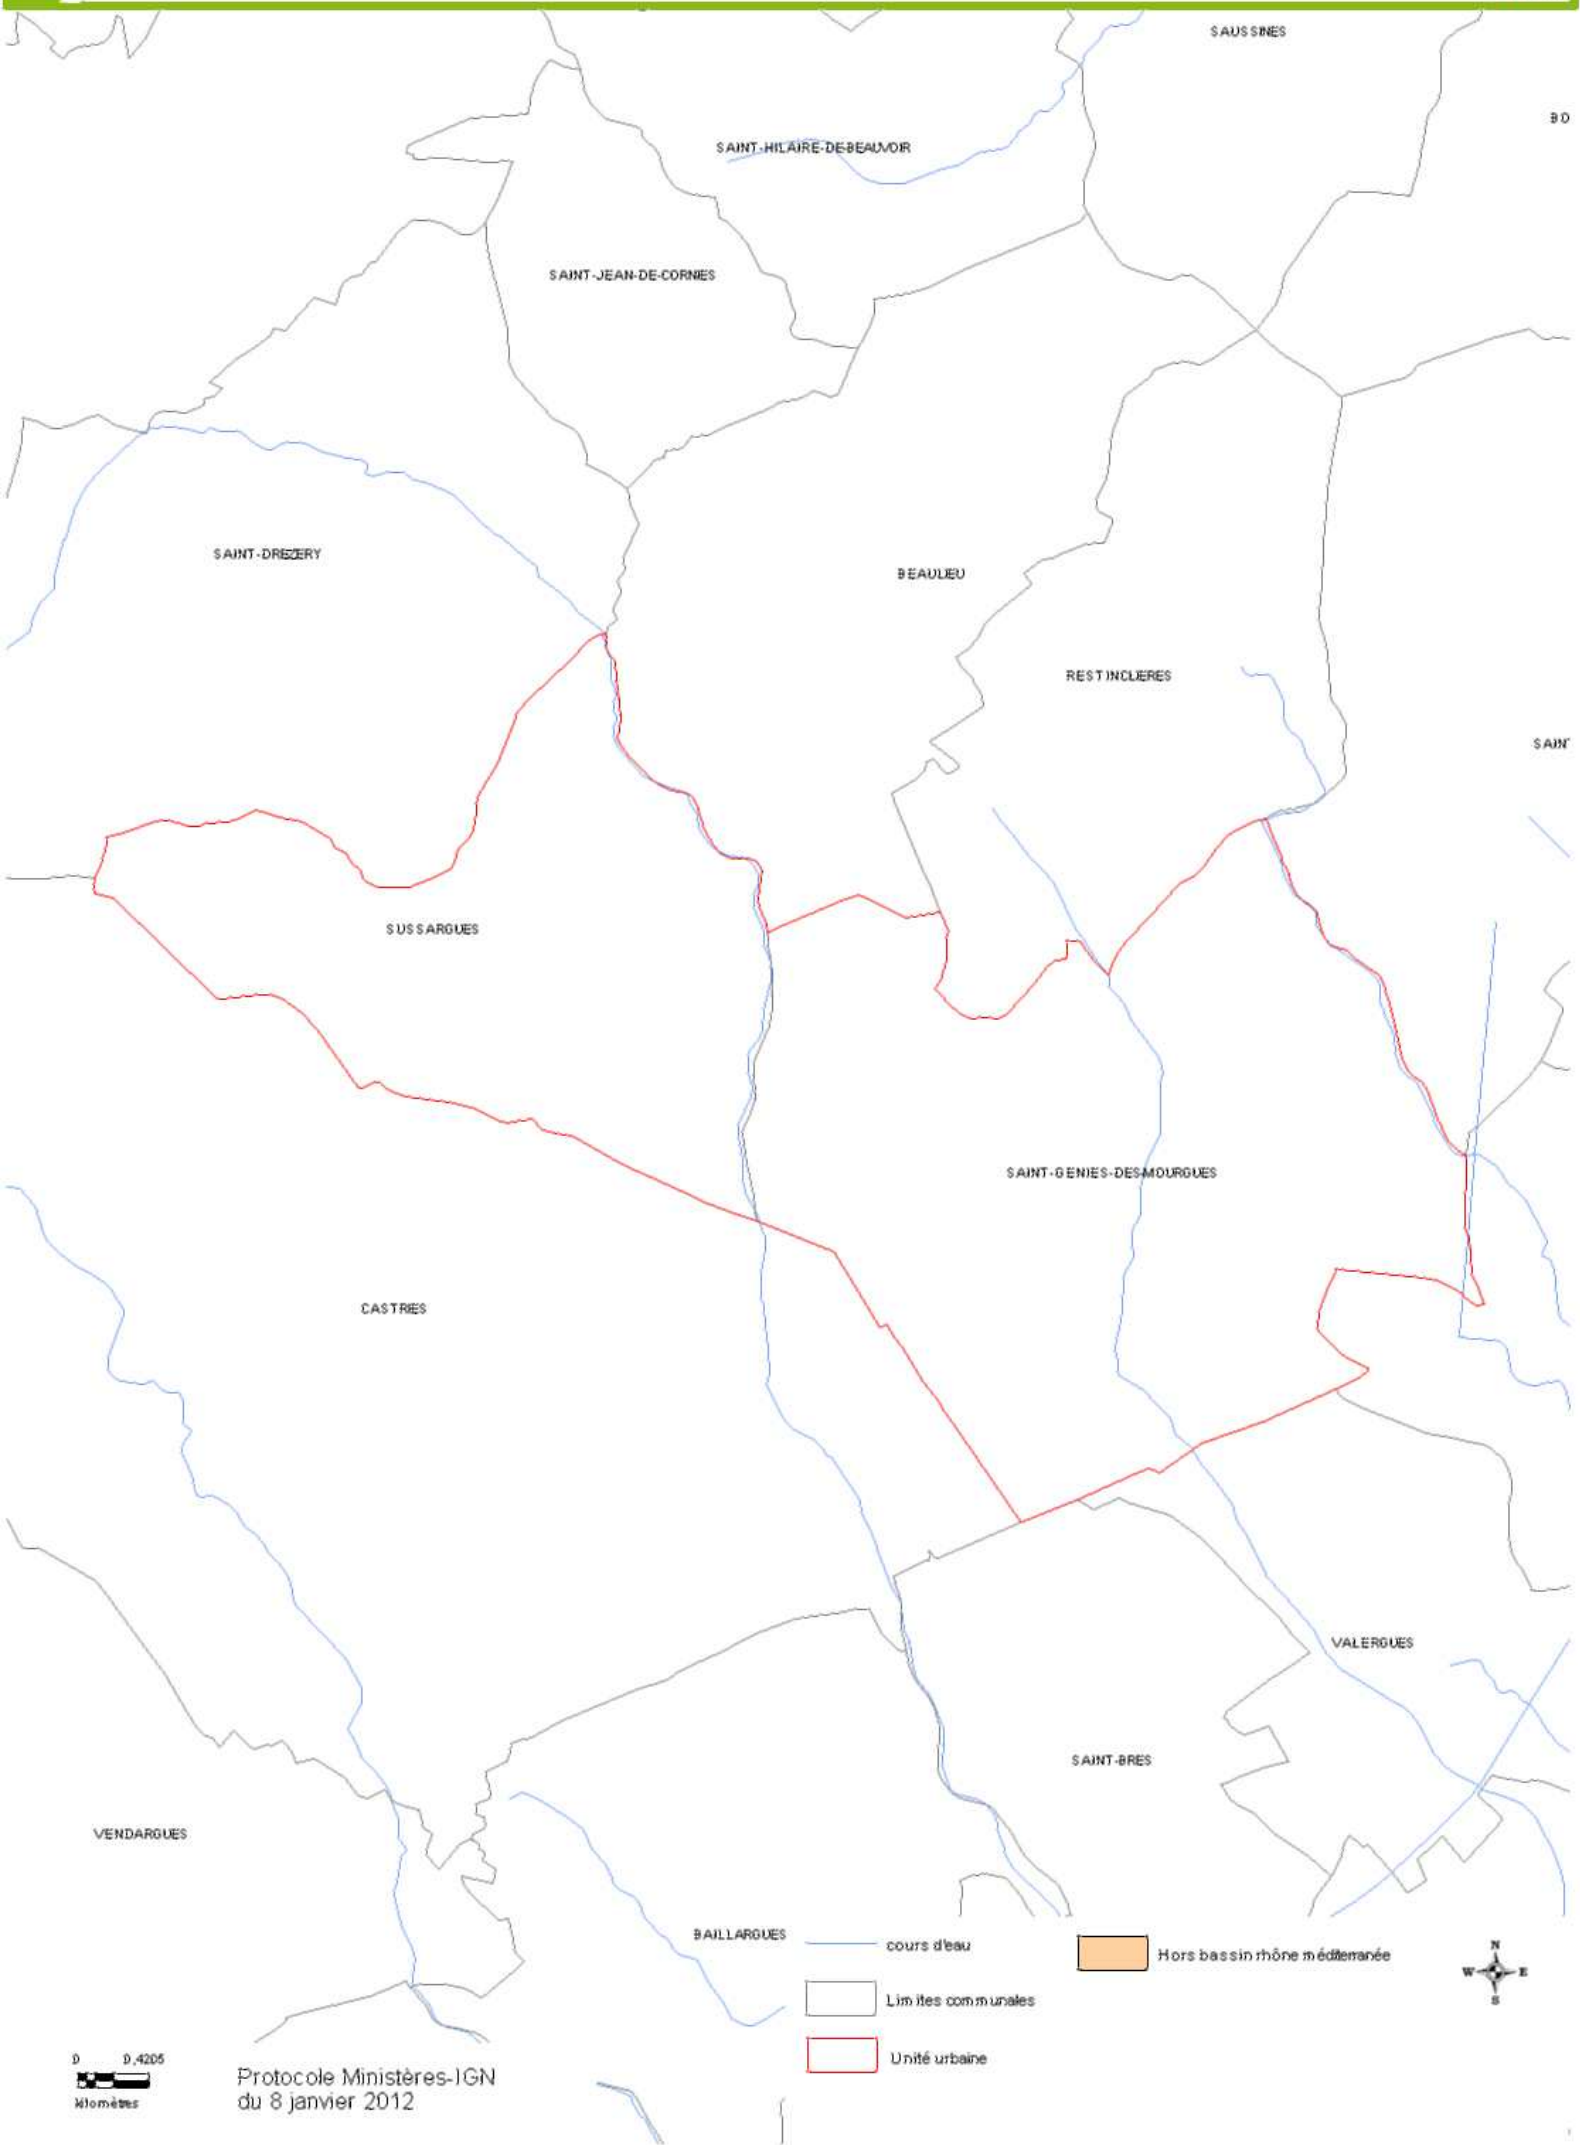 SAUSSINES
BO
SAINT-HILAIRE-DE-BEAUVOIR
SAINT-JEAN-DE-CORNIES
SAINT-DREZERY
BEAULIEU
RESTINCLIERES
SAINT
SUSSARGUES
SAINT-GENIES-DES-MOURGUES
CASTRIES
VALERGUES
SAINT-BRES
VENDARGUES
BAILLARGUES
cours d'eau
Hors bassin rhône méditerranée
N
W E
S
Limites communales
Unité urbaine
0 0,4205
kilomètres
Protocole Ministères-IGN
du 8 janvier 2012